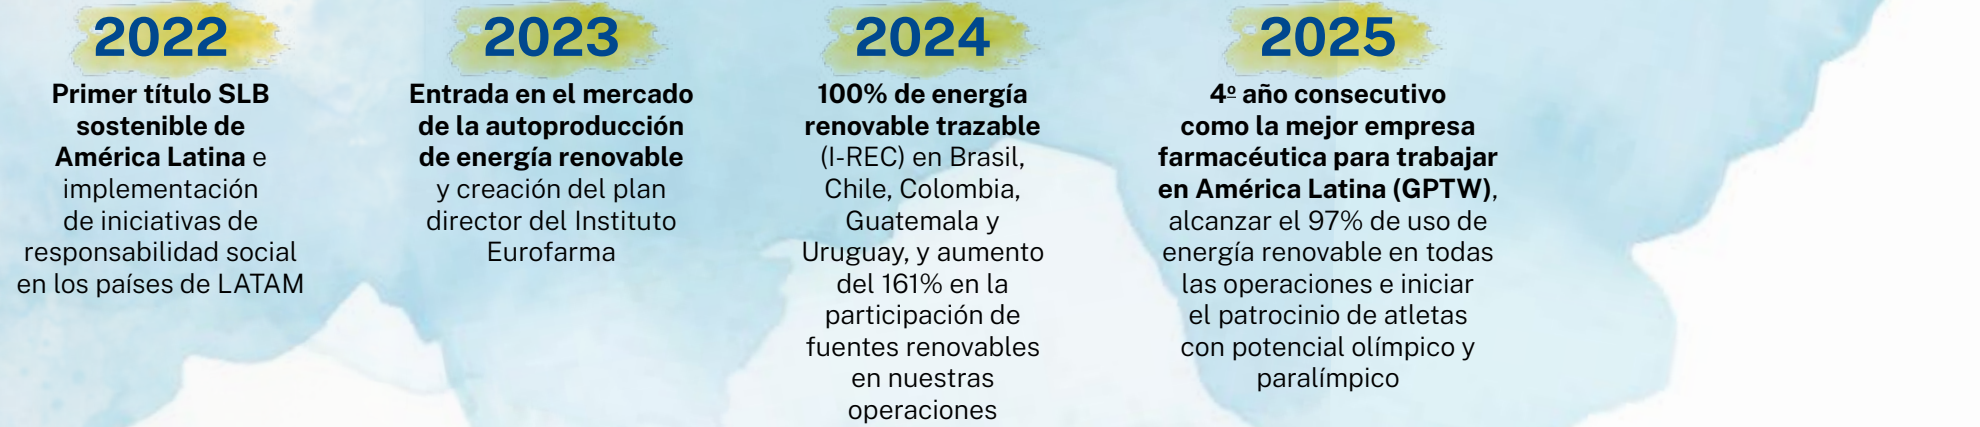 2022
Primer título SLB
sostenible de
América Latina e
implementación
de iniciativas de
responsabilidad social
en los países de LATAM
2023
Entrada en el mercado
de la autoproducción
de energía renovable
y creación del plan
director del Instituto
Eurofarma
2024
100% de energía
renovable trazable
(I-REC) en Brasil,
Chile, Colombia,
Guatemala y
Uruguay, y aumento
del 161% en la
participación de
fuentes renovables
en nuestras
operaciones
2025
4º año consecutivo
como la mejor empresa
farmacéutica para trabajar
en América Latina (GPTW),
alcanzar el 97% de uso de
energía renovable en todas
las operaciones e iniciar
el patrocinio de atletas
con potencial olímpico y
paralímpico